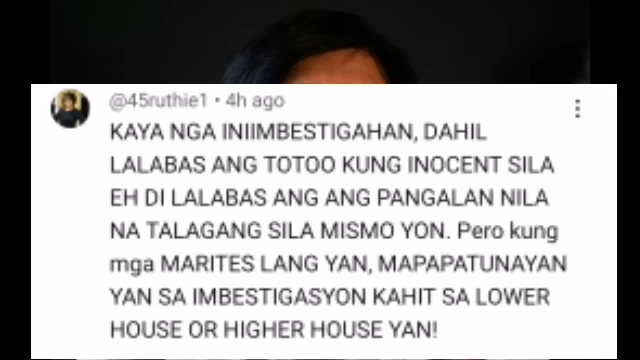 @45ruthie1 • 4h ago
KAYA NGA INIIMBESTIGAHAN, DAHIL
LALABAS ANG TOTOO KUNG INOCENT SILA
EH DI LALABAS ANG ANG PANGALAN NILA
NA TALAGANG SILA MISMO YON. Pero kung
mga MARITES LANG YAN, MAPAPATUNAYAN
YAN SA IMBESTIGASYON KAHIT SA LOWER
HOUSE OR HIGHER HOUSE YAN!